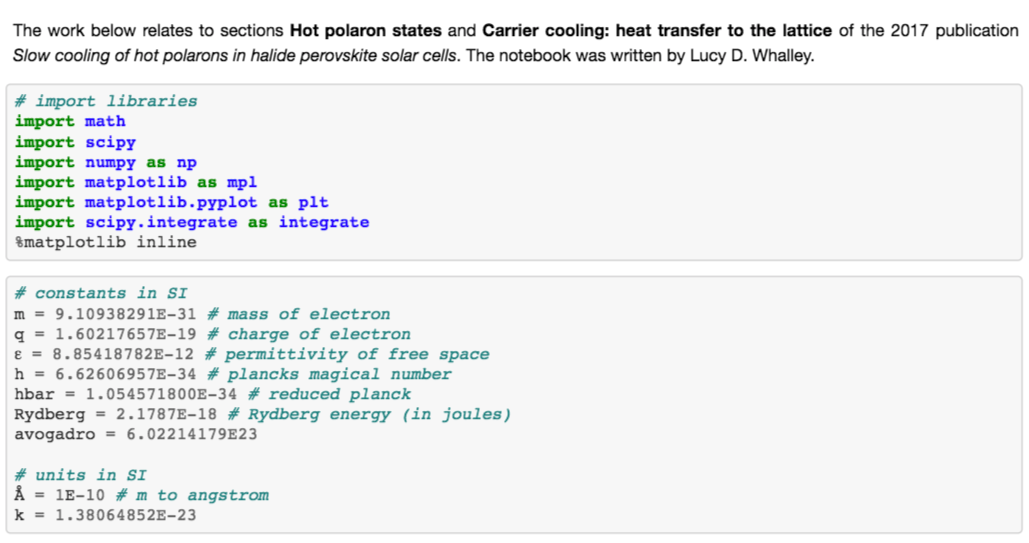 The work below relates to sections Hot polaron states and Carrier cooling: heat transfer to the lattice of the 2017 publication
Slow cooling of hot polarons in halide perovskite solar cells. The notebook was written by Lucy D. Whalley.
# import libraries
import math
import scipy
import numpy as np
import matplotlib as mpl
import matplotlib.pyplot as plt
import scipy.integrate as integrate
%matplotlib inline
# constants in SI
m = 9.10938291E-31 # mass of electron
q = 1.60217657E-19 # charge of electron
ε = 8.85418782E-12 # permittivity of free space
h = 6.62606957E-34 # plancks magical number
hbar = 1.054571800E-34 # reduced planck
Rydberg = 2.1787E-18 # Rydberg energy (in joules)
avogadro = 6.02214179E23
# units in SI
Å = 1E-10 # m to angstrom
k = 1.38064852E-23